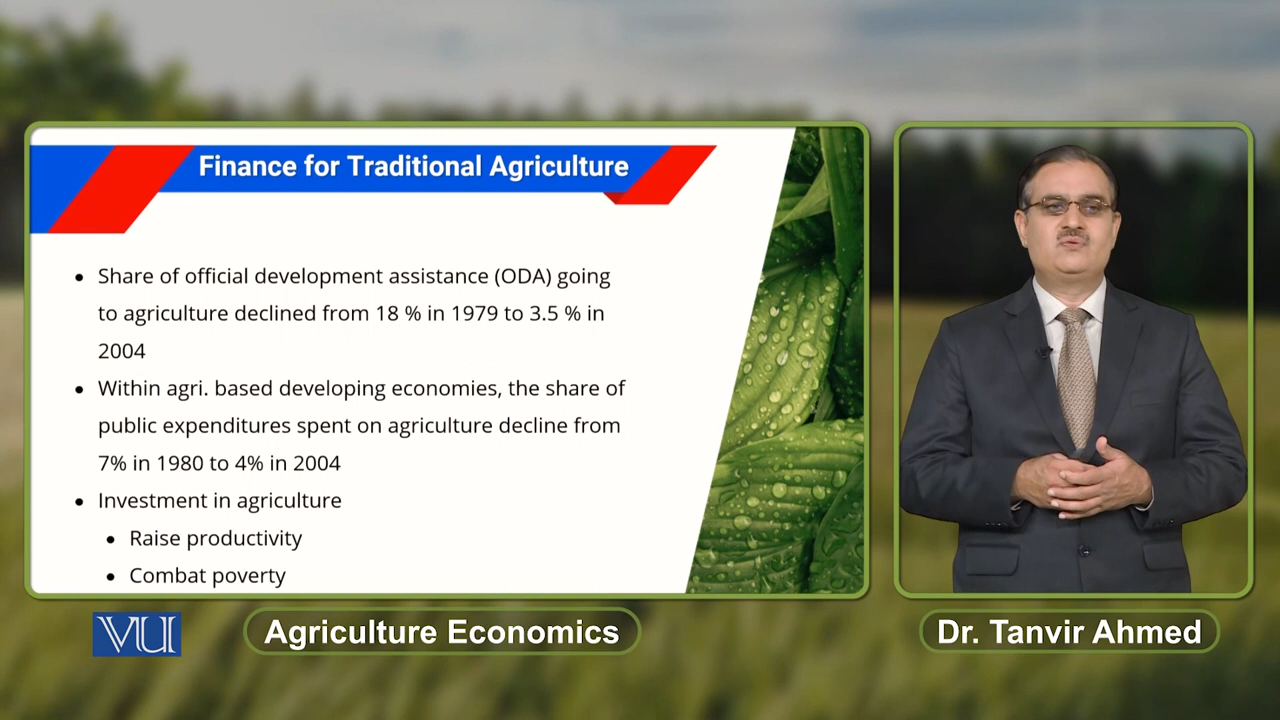 Finance for Traditional Agriculture
• Share of official development assistance (ODA) going
to agriculture declined from 18 % in 1979 to 3.5 % in
2004
• Within agri. based developing economies, the share of
public expenditures spent on agriculture decline from
7% in 1980 to 4% in 2004
• Investment in agriculture
• Raise productivity
• Combat poverty
VU
Agriculture Economics
Dr. Tanvir Ahmed